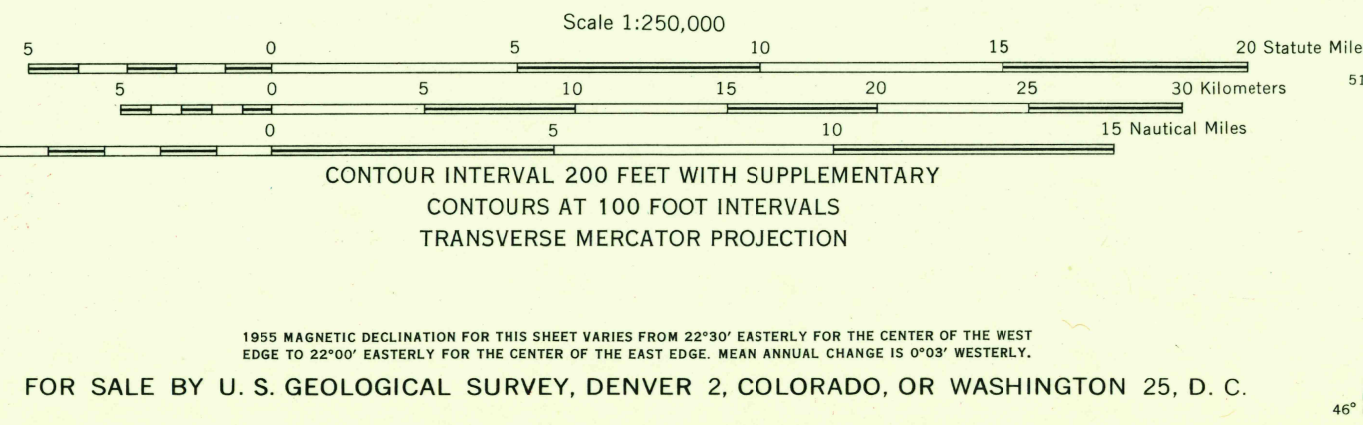 Scale 1:250,000
5 0 5 10 15 20 Statute Mile
5 0 5 10 15 20 25 30 Kilometers
51
0 5 10 15 Nautical Miles
CONTOUR INTERVAL 200 FEET WITH SUPPLEMENTARY
CONTOURS AT 100 FOOT INTERVALS
TRANSVERSE MERCATOR PROJECTION
1955 MAGNETIC DECLINATION FOR THIS SHEET VARIES FROM 22°30′ EASTERLY FOR THE CENTER OF THE WEST
EDGE TO 22°00′ EASTERLY FOR THE CENTER OF THE EAST EDGE. MEAN ANNUAL CHANGE IS 0°03′ WESTERLY.
FOR SALE BY U. S. GEOLOGICAL SURVEY, DENVER 2, COLORADO, OR WASHINGTON 25, D. C.
46°